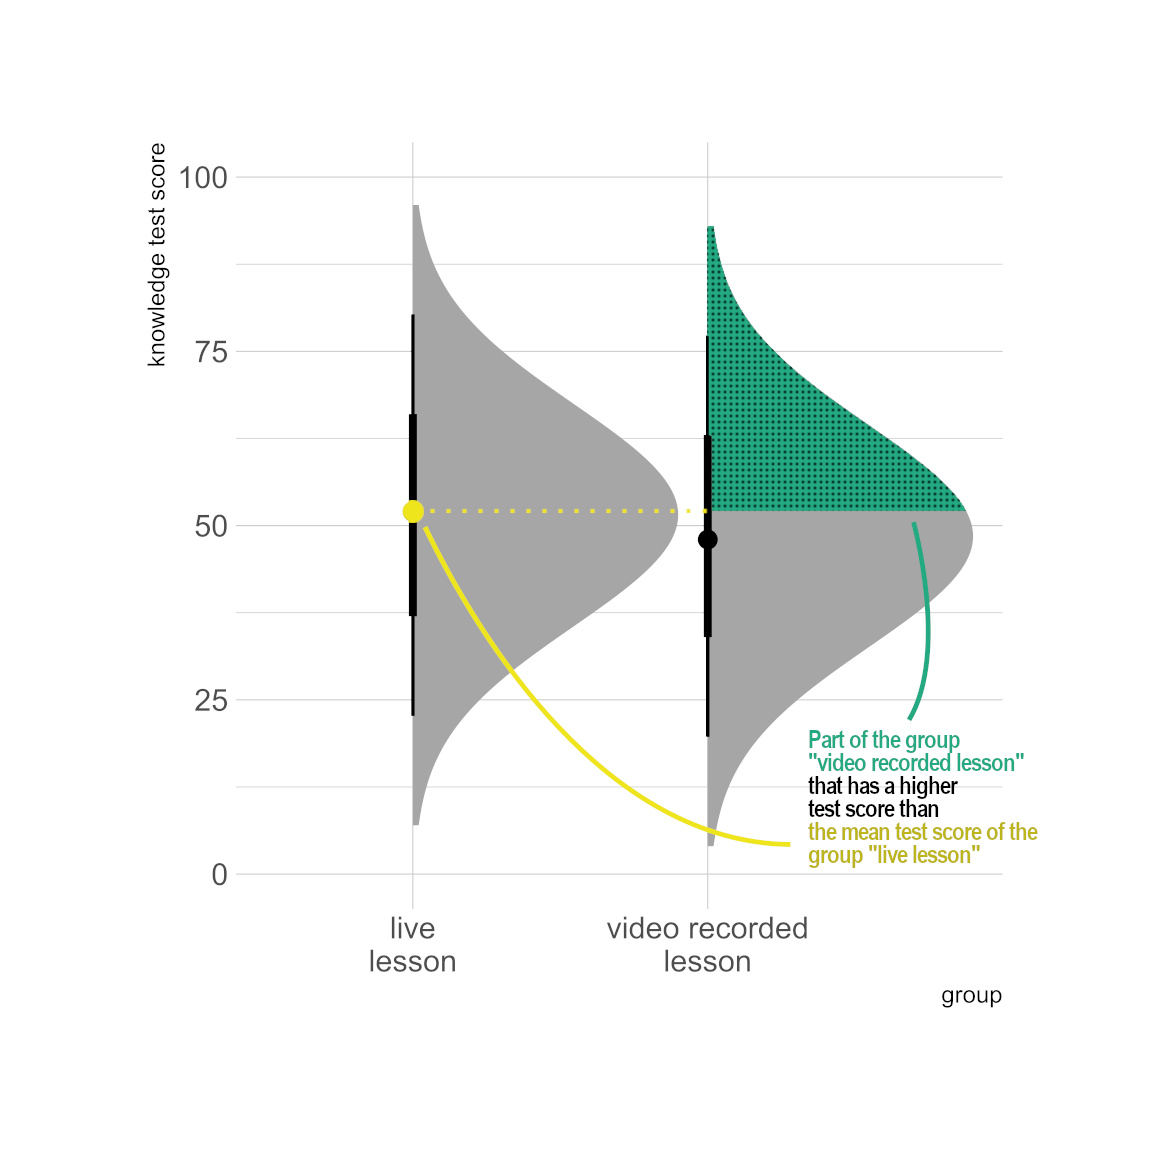 knowledge test score
100
75
50
25
0
Part of the group
"video recorded lesson"
that has a higher
test score than
the mean test score of the
group "live lesson"
live
lesson
video recorded
lesson
group